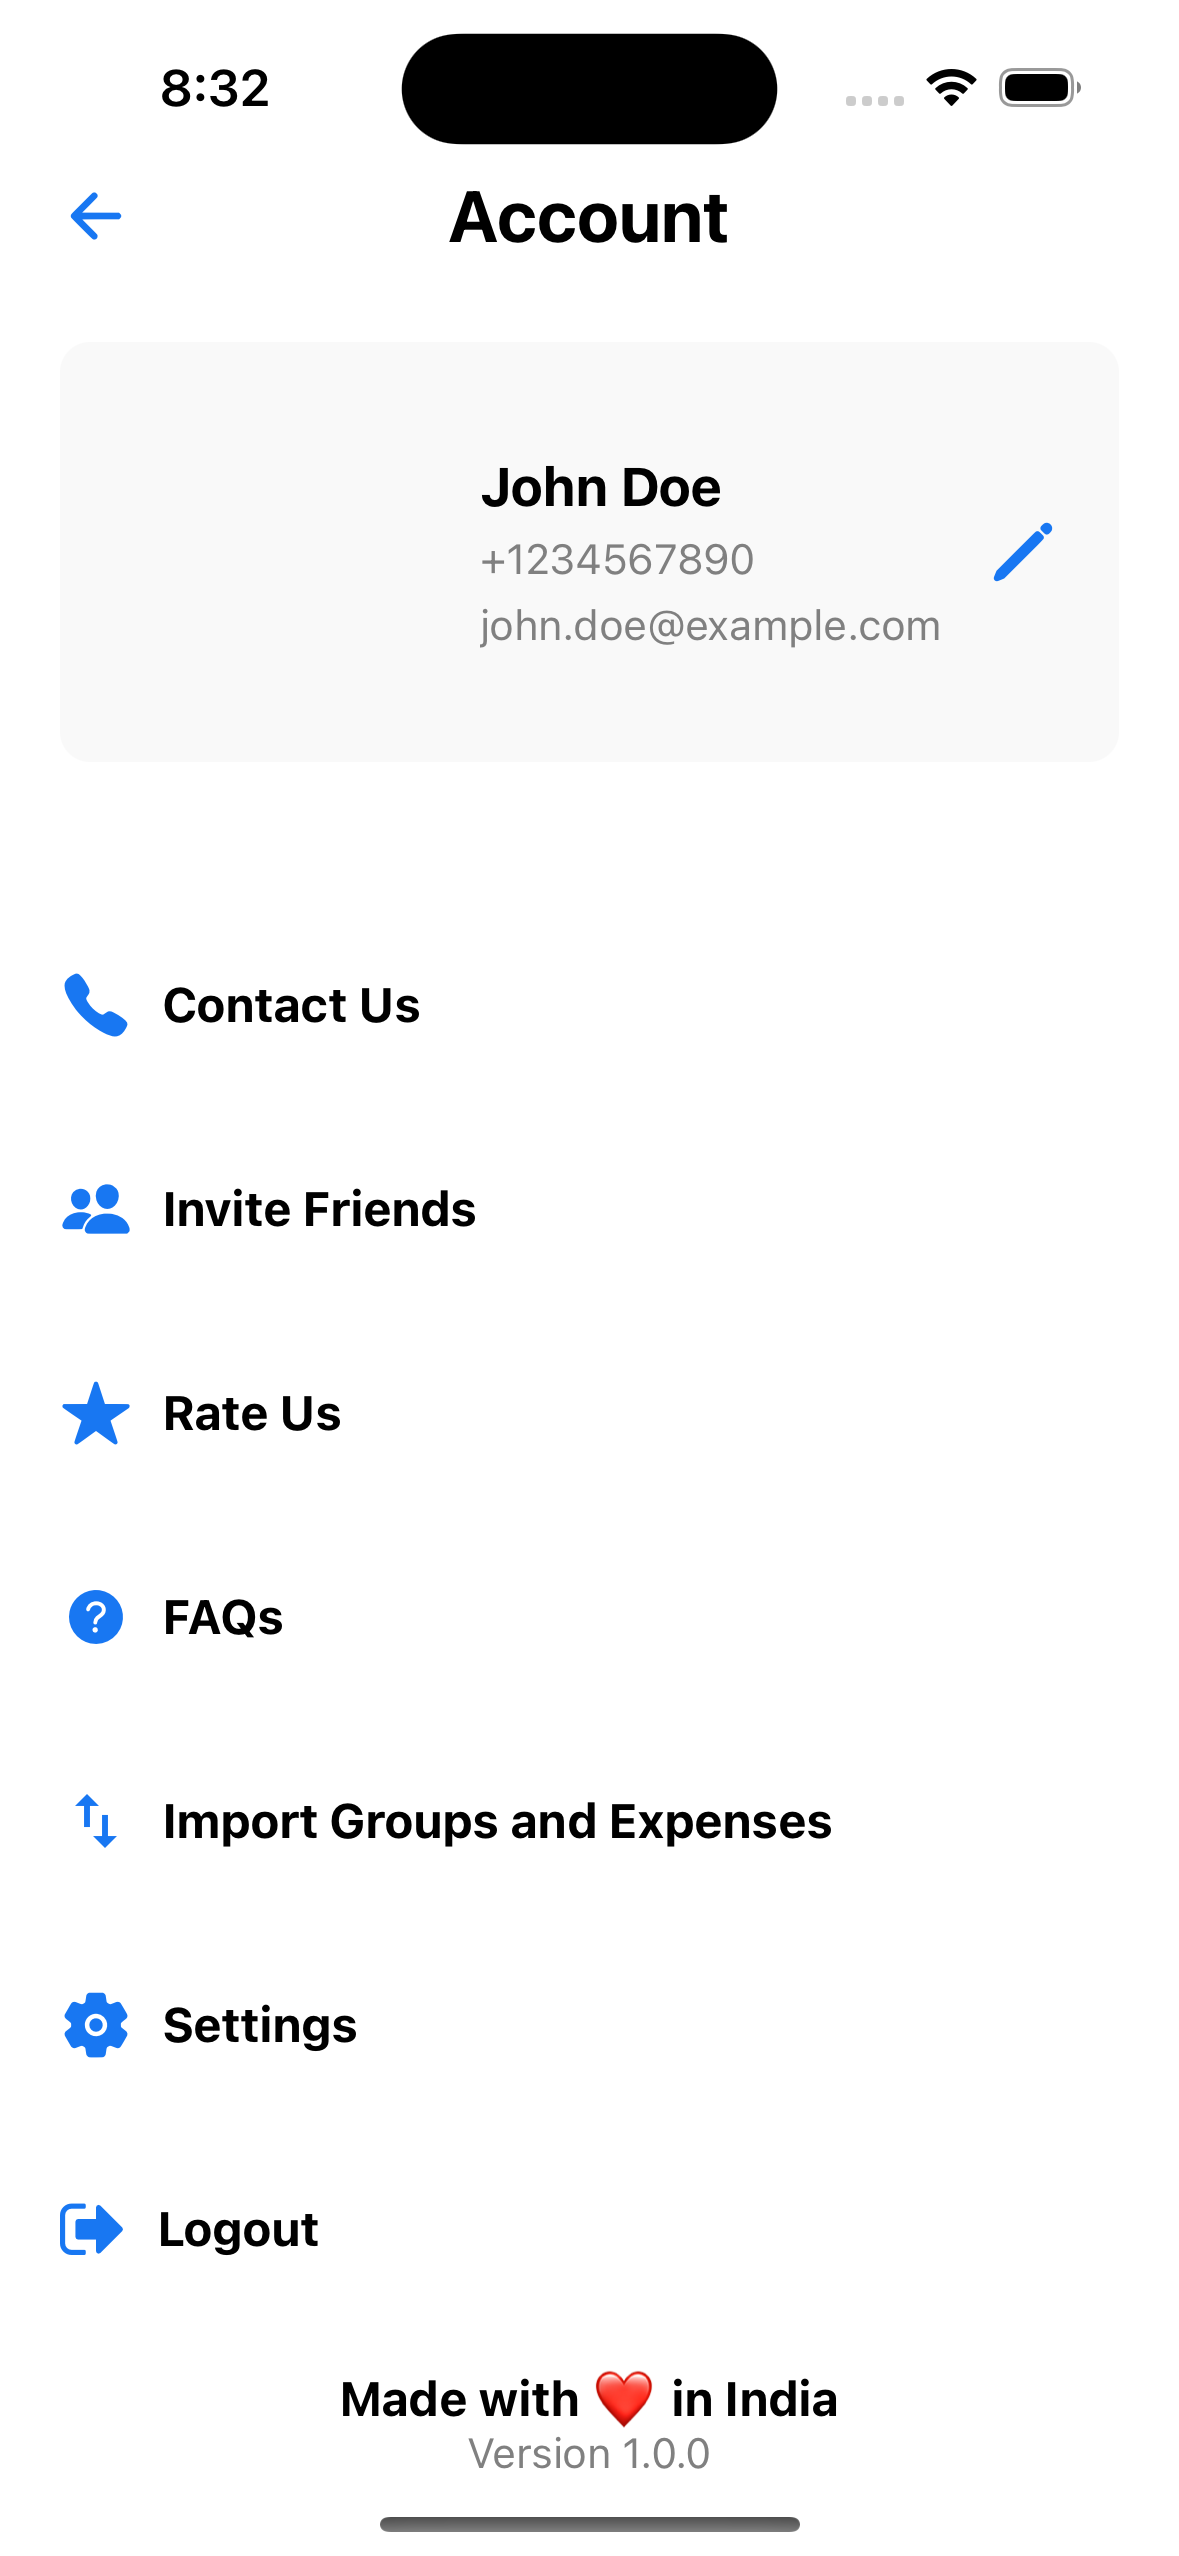 8:32
Account
John Doe
+1234567890
john.doe@example.com
Contact Us
Invite Friends
Rate Us
?
FAQs
Import Groups and Expenses
Settings
Logout
Made with ❤️ in India
Version 1.0.0